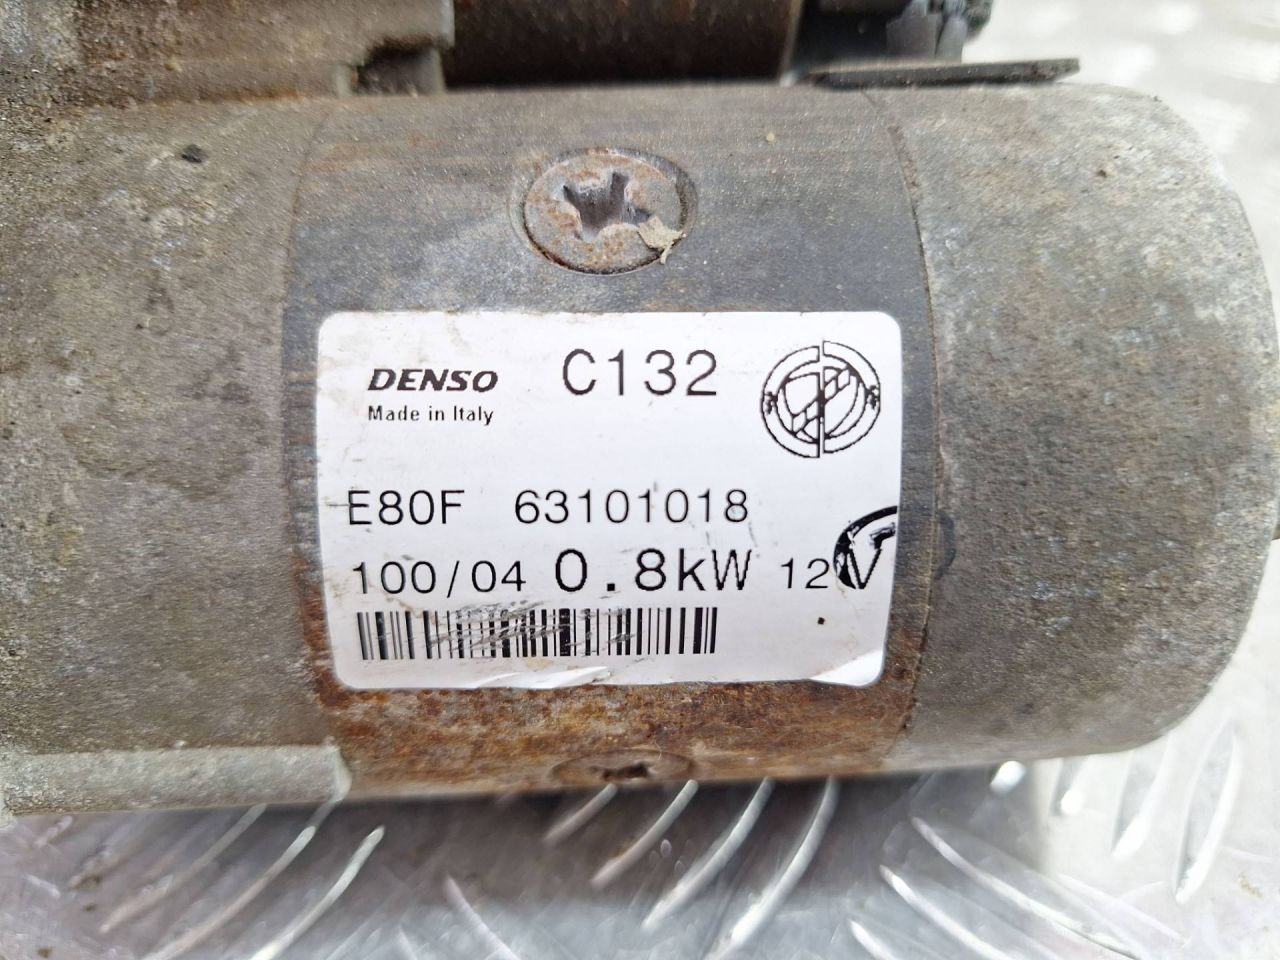 DENSO C132
Made in Italy
E80F 63101018
100/04 0.8kW 12V